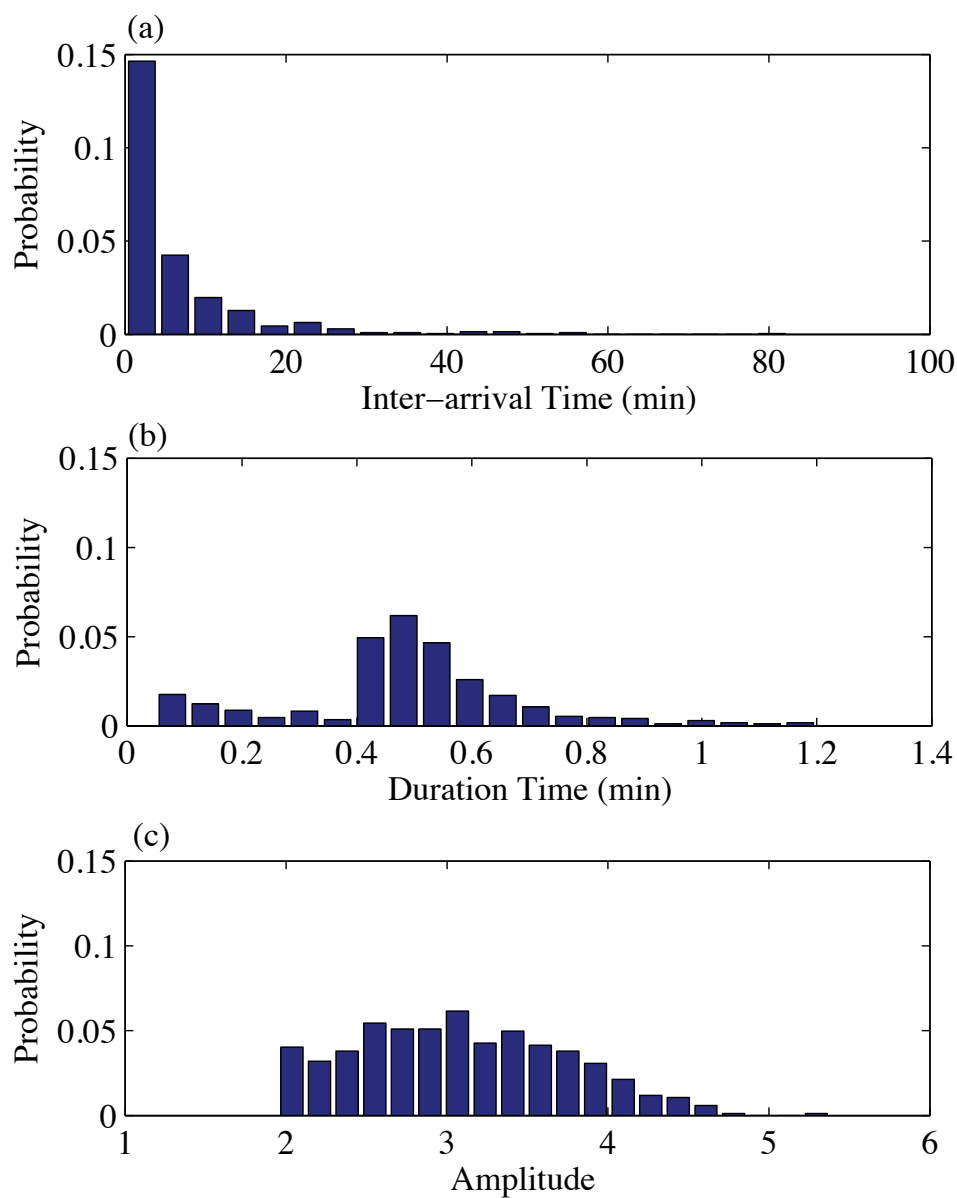 (a)
0.15
0.1
0.05
0
Probability
0 20 40 60 80 100
Inter−arrival Time (min)
(b)
0.15
0.1
0.05
0
Probability
0 0.2 0.4 0.6 0.8 1 1.2 1.4
Duration Time (min)
(c)
0.15
0.1
0.05
0
Probability
1 2 3 4 5 6
Amplitude